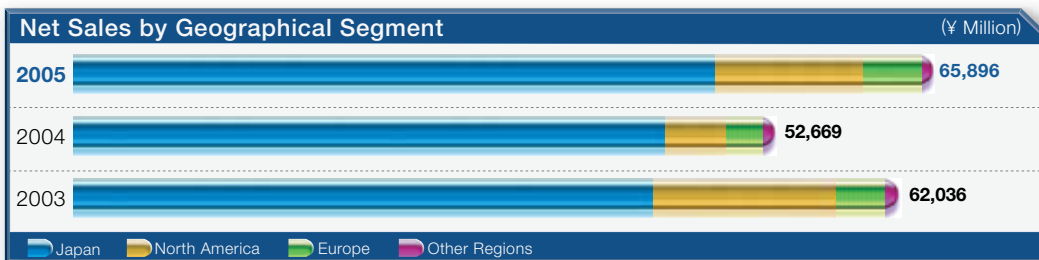 Net Sales by Geographical Segment (¥ Million)
2005 65,896
2004 52,669
2003 62,036
Japan North America Europe Other Regions